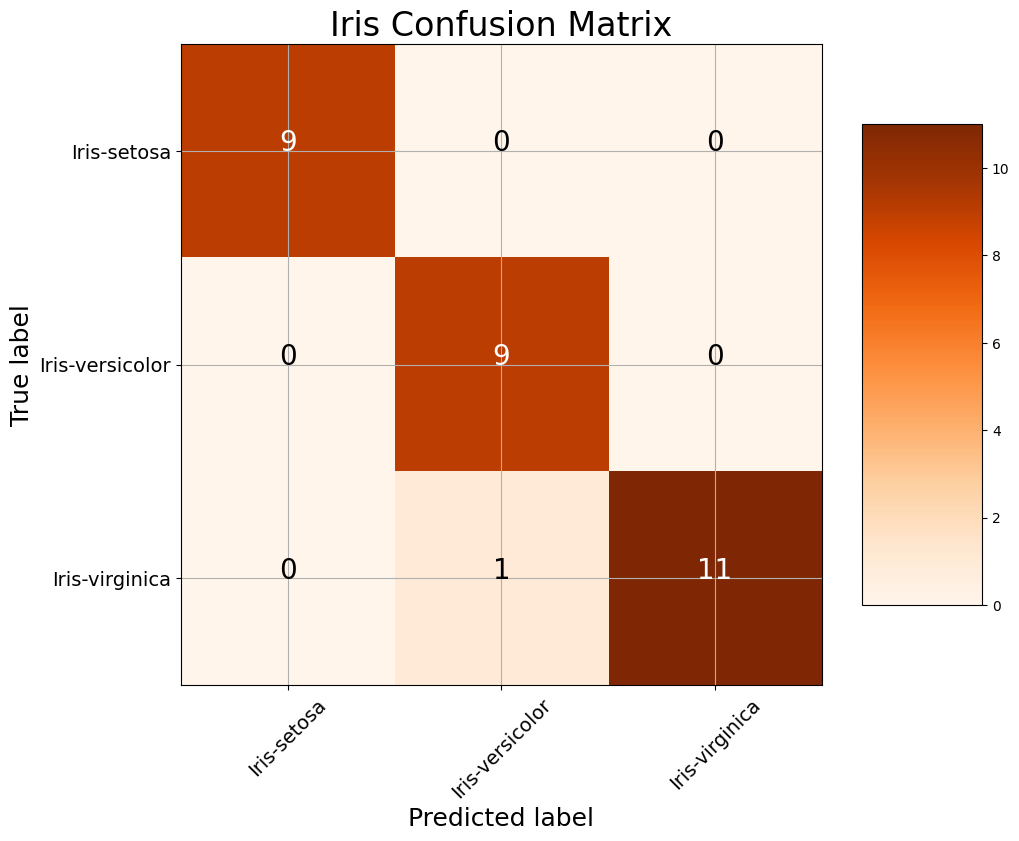 Iris Confusion Matrix
True label
Iris-setosa 9 0 0
Iris-versicolor 0 9 0
Iris-virginica 0 1 11
Iris-setosa Iris-versicolor Iris-virginica
Predicted label
10
8
6
4
2
0